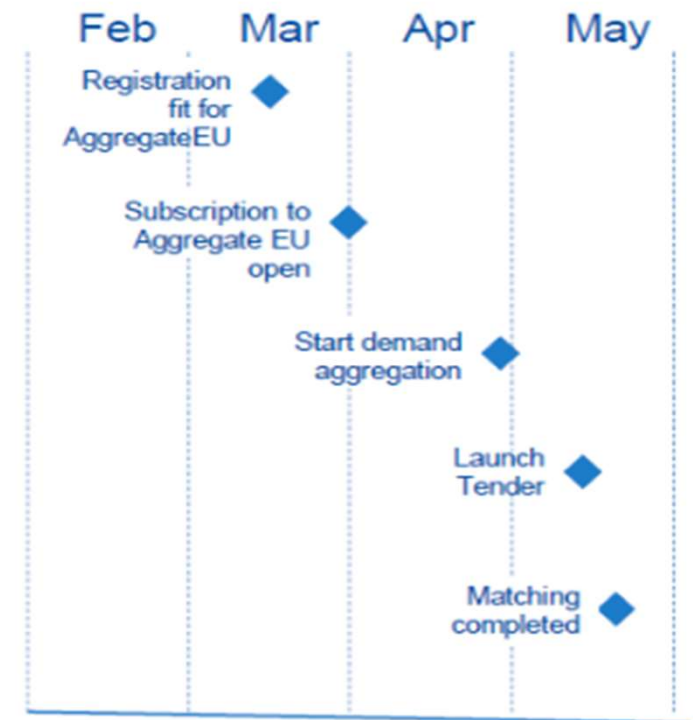 Feb Mar Apr May
Registration
fit for
AggregateEU
Subscription to
Aggregate EU
open
Start demand
aggregation
Launch
Tender
Matching
completed